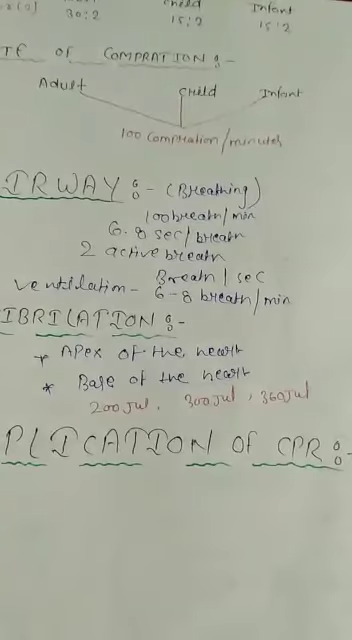 30:2 15:2 15:2
Child Infant
TE OF COMPRATION :-
Adult Child Infant
100 Compration/minutes
IRWAY :- (Breathing)
100 breath/min
6.8 sec/breath
2 active breath
Ventilation - Breath/sec
6-8 breath/min
IBRILATION :-
* Apex of the heart
* Base of the heart
200 Jul, 300 Jul, 360 Jul
PLICATION OF CPR :-